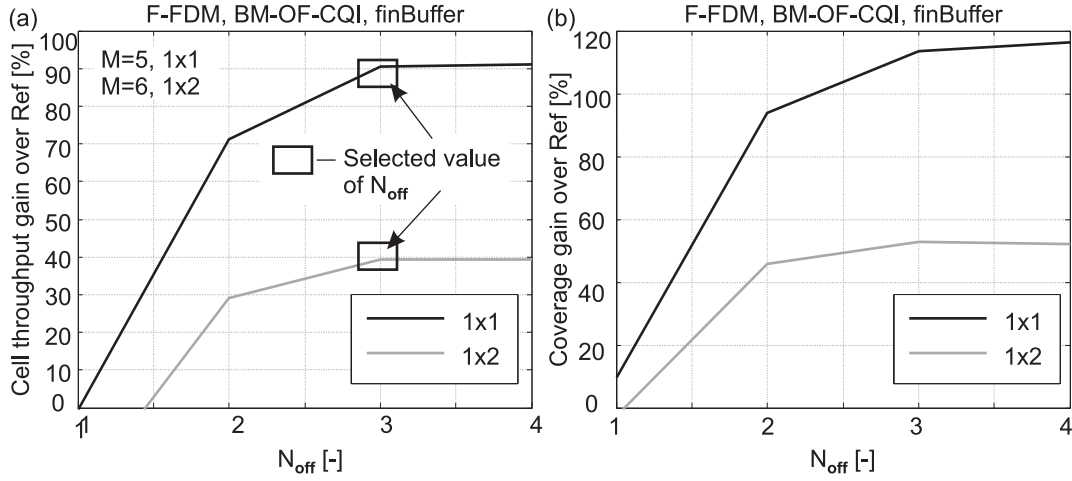 (a)
F-FDM, BM-OF-CQI, finBuffer
Cell throughput gain over Ref [%]
100
90
80
70
60
50
40
30
20
10
0
M=5, 1x1
M=6, 1x2
Selected value
of Noff
1x1
1x2
1 1 2 3 4
Noff [-]
(b)
F-FDM, BM-OF-CQI, finBuffer
Coverage gain over Ref [%]
120
100
80
60
40
20
0
1x1
1x2
1 2 3 4
Noff [-]